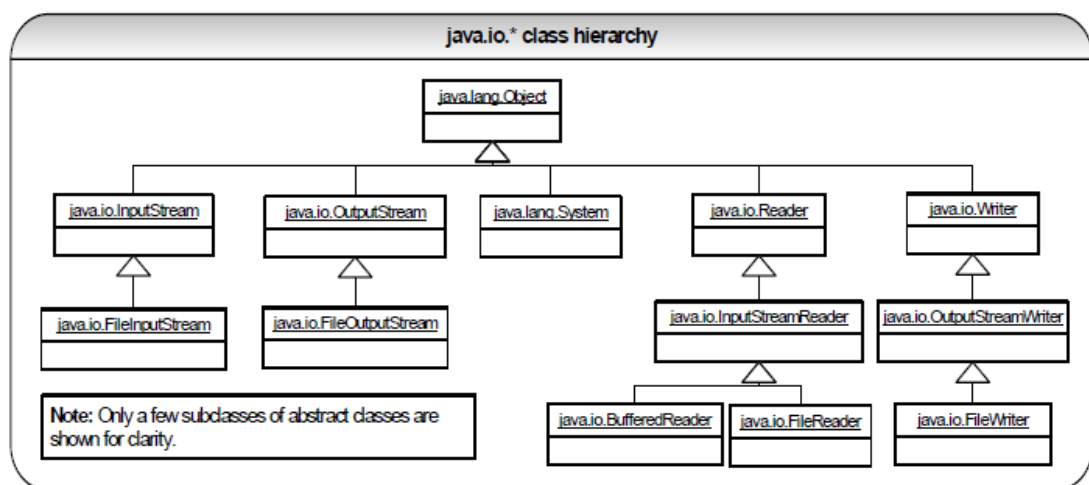 java.io.* class hierarchy
java.lang.Object
java.io.InputStream
java.io.OutputStream
java.lang.System
java.io.Reader
java.io.Writer
java.io.FileInputStream
java.io.FileOutputStream
java.io.InputStreamReader
java.io.OutputStreamWriter
Note: Only a few subclasses of abstract classes are
shown for clarity.
java.io.BufferedReader
java.io.FileReader
java.io.FileWriter